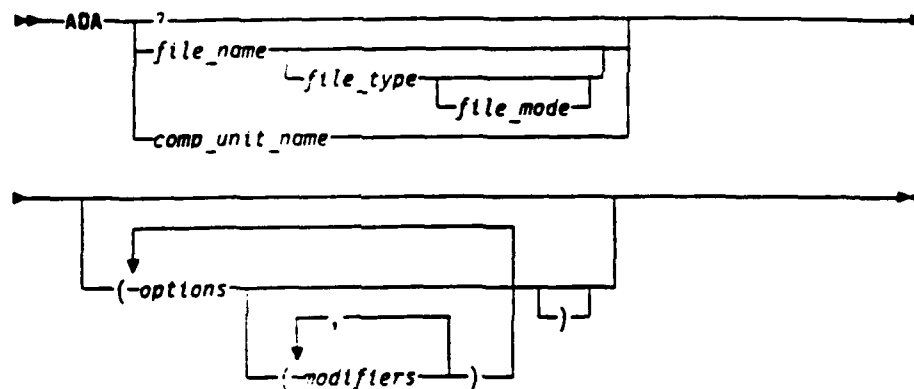 ADA ?
file_name
file_type
file_mode
comp_unit_name
(options )
,
(modifiers )